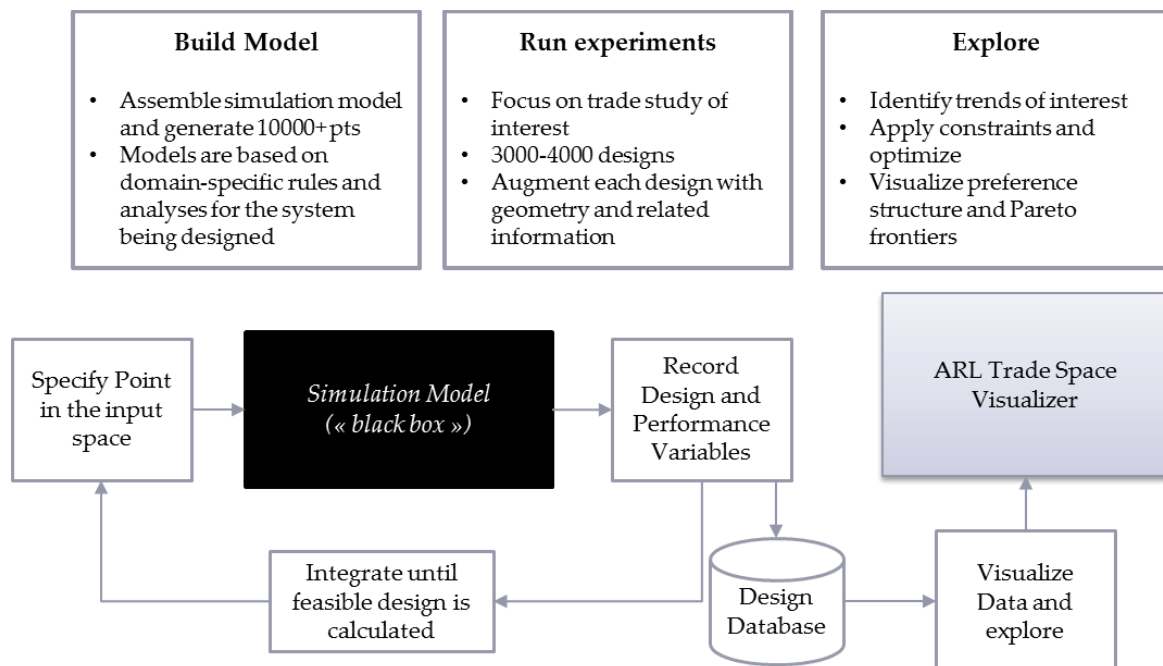 Build Model
• Assemble simulation model
and generate 10000+ pts
• Models are based on
domain-specific rules and
analyses for the system
being designed
Run experiments
• Focus on trade study of
interest
• 3000-4000 designs
• Augment each design with
geometry and related
information
Explore
• Identify trends of interest
• Apply constraints and
optimize
• Visualize preference
structure and Pareto
frontiers
Specify Point
in the input
space
Simulation Model
(« black box »)
Record
Design and
Performance
Variables
ARL Trade Space
Visualizer
Integrate until
feasible design is
calculated
Design
Database
Visualize
Data and
explore